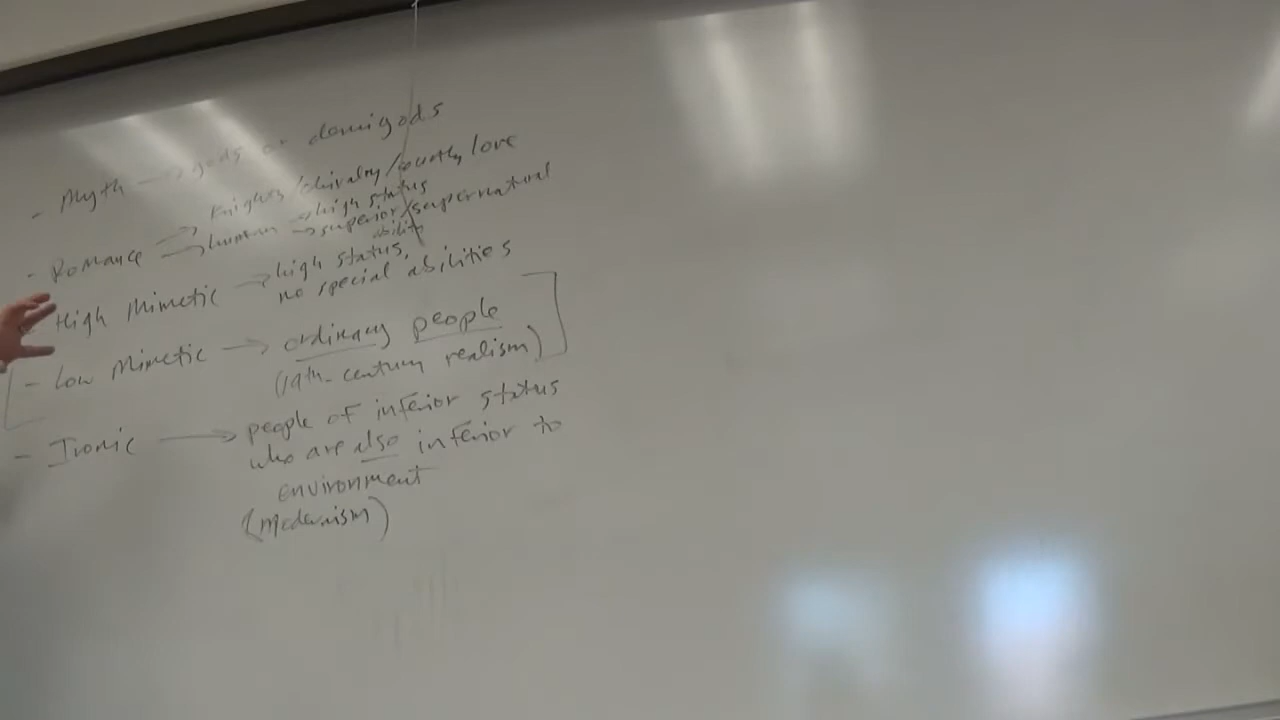 - Myth → gods or demigods
- Romance → Knights/chivalry/courtly love
→ human → high status
→ superior/supernatural
ability
- High Mimetic → high status,
no special abilities
- Low Mimetic → ordinary people
(19th-century realism)
- Ironic → people of inferior status
who are also inferior to
environment
(modernism)